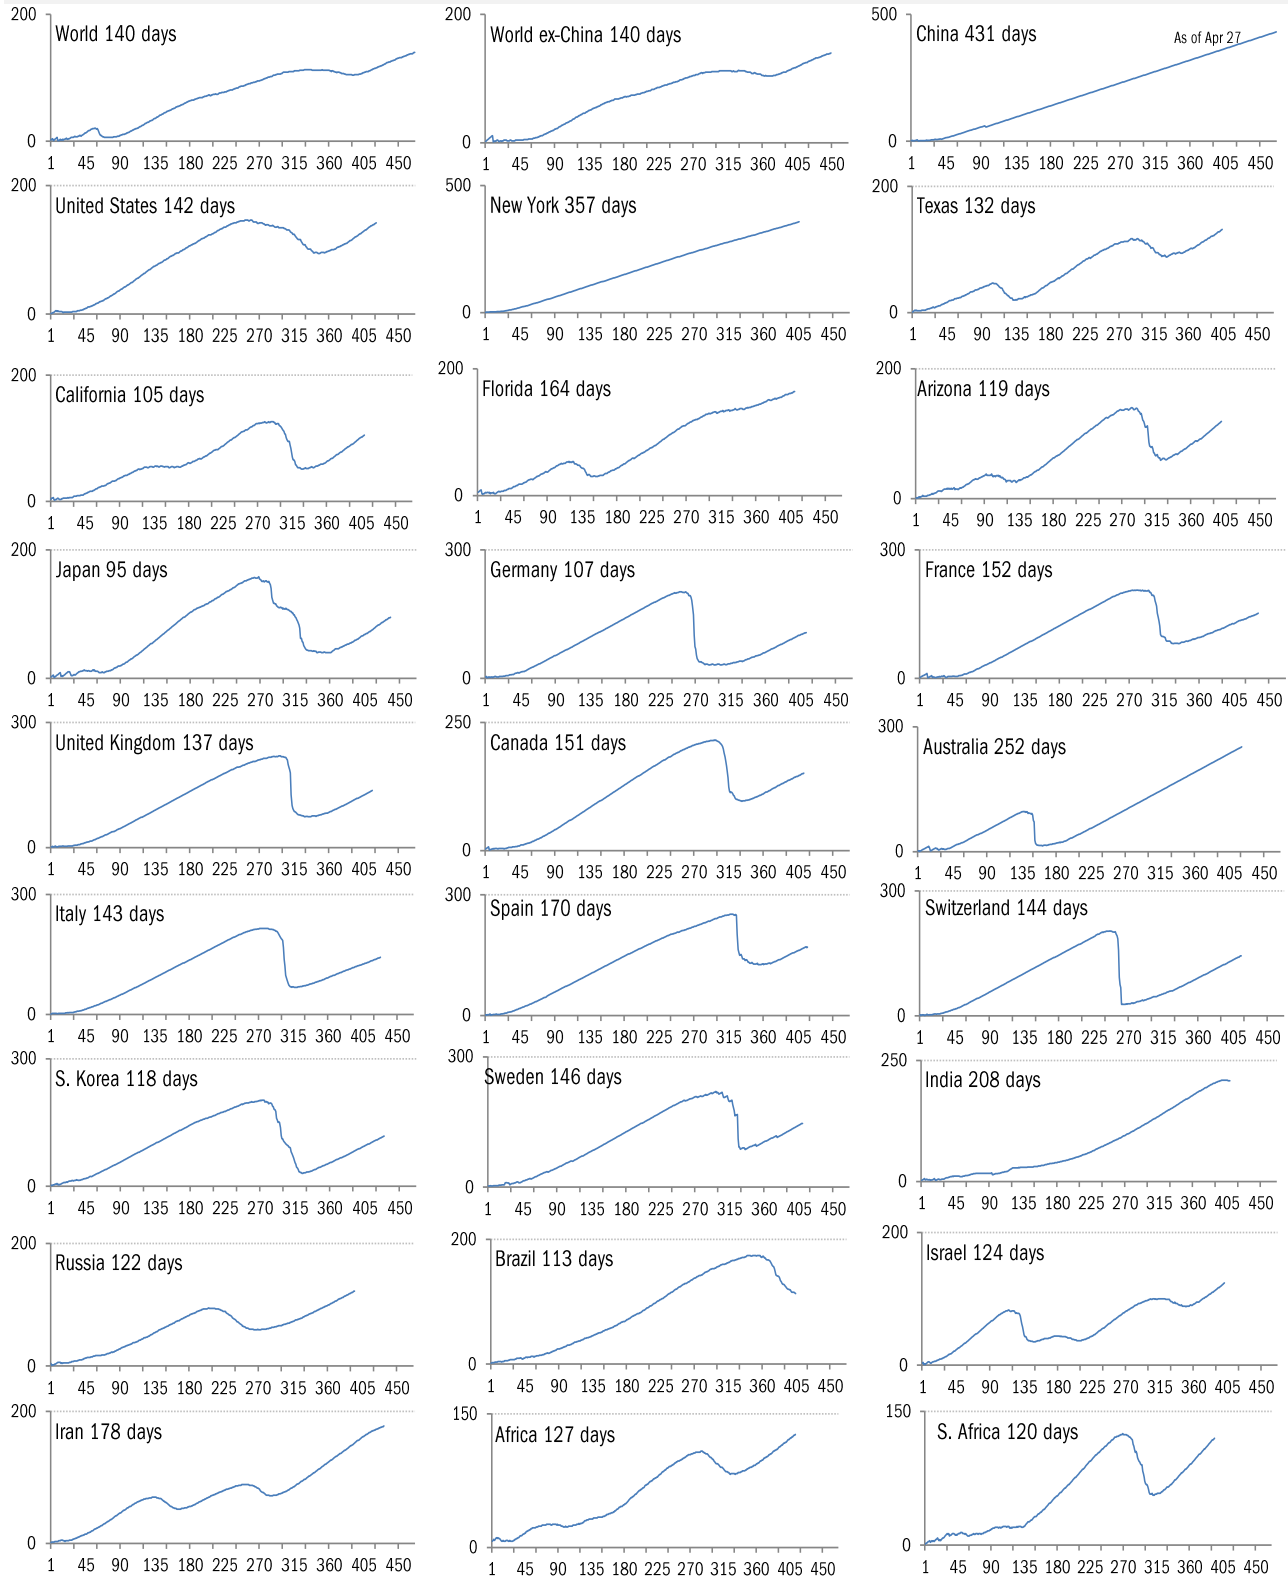 World 140 days
200
0
1 45 90 135 180 225 270 315 360 405 450
World ex-China 140 days
200
0
1 45 90 135 180 225 270 315 360 405 450
China 431 days
As of Apr 27
500
0
1 45 90 135 180 225 270 315 360 405 450
United States 142 days
200
0
1 45 90 135 180 225 270 315 360 405 450
New York 357 days
500
0
1 45 90 135 180 225 270 315 360 405 450
Texas 132 days
200
0
1 45 90 135 180 225 270 315 360 405 450
California 105 days
200
0
1 45 90 135 180 225 270 315 360 405 450
Florida 164 days
200
0
1 45 90 135 180 225 270 315 360 405 450
Arizona 119 days
200
0
1 45 90 135 180 225 270 315 360 405 450
Japan 95 days
200
0
1 45 90 135 180 225 270 315 360 405 450
Germany 107 days
300
0
1 45 90 135 180 225 270 315 360 405 450
France 152 days
300
0
1 45 90 135 180 225 270 315 360 405 450
United Kingdom 137 days
300
0
1 45 90 135 180 225 270 315 360 405 450
Canada 151 days
250
0
1 45 90 135 180 225 270 315 360 405 450
Australia 252 days
300
0
1 45 90 135 180 225 270 315 360 405 450
Italy 143 days
300
0
1 45 90 135 180 225 270 315 360 405 450
Spain 170 days
300
0
1 45 90 135 180 225 270 315 360 405 450
Switzerland 144 days
300
0
1 45 90 135 180 225 270 315 360 405 450
S. Korea 118 days
300
0
1 45 90 135 180 225 270 315 360 405 450
Sweden 146 days
300
0
1 45 90 135 180 225 270 315 360 405 450
India 208 days
250
0
1 45 90 135 180 225 270 315 360 405 450
Russia 122 days
200
0
1 45 90 135 180 225 270 315 360 405 450
Brazil 113 days
200
0
1 45 90 135 180 225 270 315 360 405 450
Israel 124 days
200
0
1 45 90 135 180 225 270 315 360 405 450
Iran 178 days
200
0
1 45 90 135 180 225 270 315 360 405 450
Africa 127 days
150
0
1 45 90 135 180 225 270 315 360 405 450
S. Africa 120 days
150
0
1 45 90 135 180 225 270 315 360 405 450